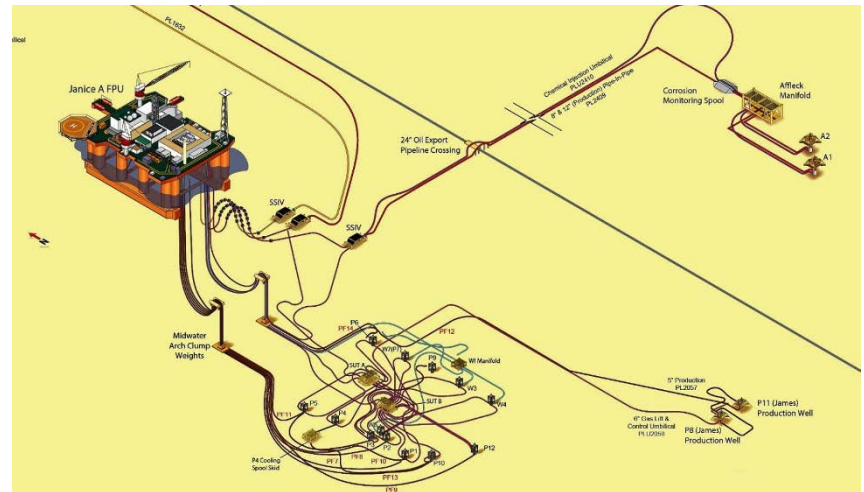 PL1632
Janice A FPU
Chemical Injection Umbilical
PLU2410
8" & 12" (Production) Pipe-In-Pipe
PL2409
Corrosion
Monitoring Spool
Affleck
Manifold
A2
A1
24" Oil Export
Pipeline Crossing
SSIV
SSIV
N
Midwater
Arch Clump
Weights
P6
PF14
PF12
W7(P7)
P9
WI Manifold
SUT A
W3
SUT B
W4
P5
PF11
P4
P3
P2
P4 Cooling
Spool Skid
PF8
PF7
PF10
P1
P10
P12
PF13
PF9
5" Production
PL2057
6" Gas Lift &
Control Umbilical
P11 (James)
Production Well
P8 (James)
Production Well